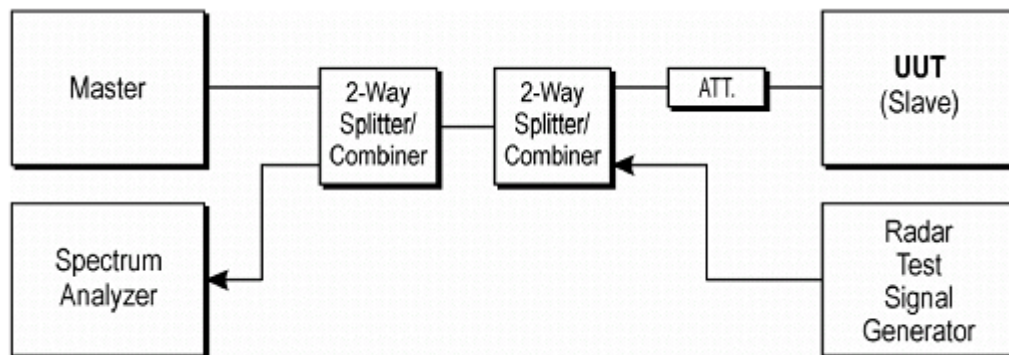 Master
2-Way
Splitter/
Combiner
2-Way
Splitter/
Combiner
ATT.
UUT
(Slave)
Spectrum
Analyzer
Radar
Test
Signal
Generator